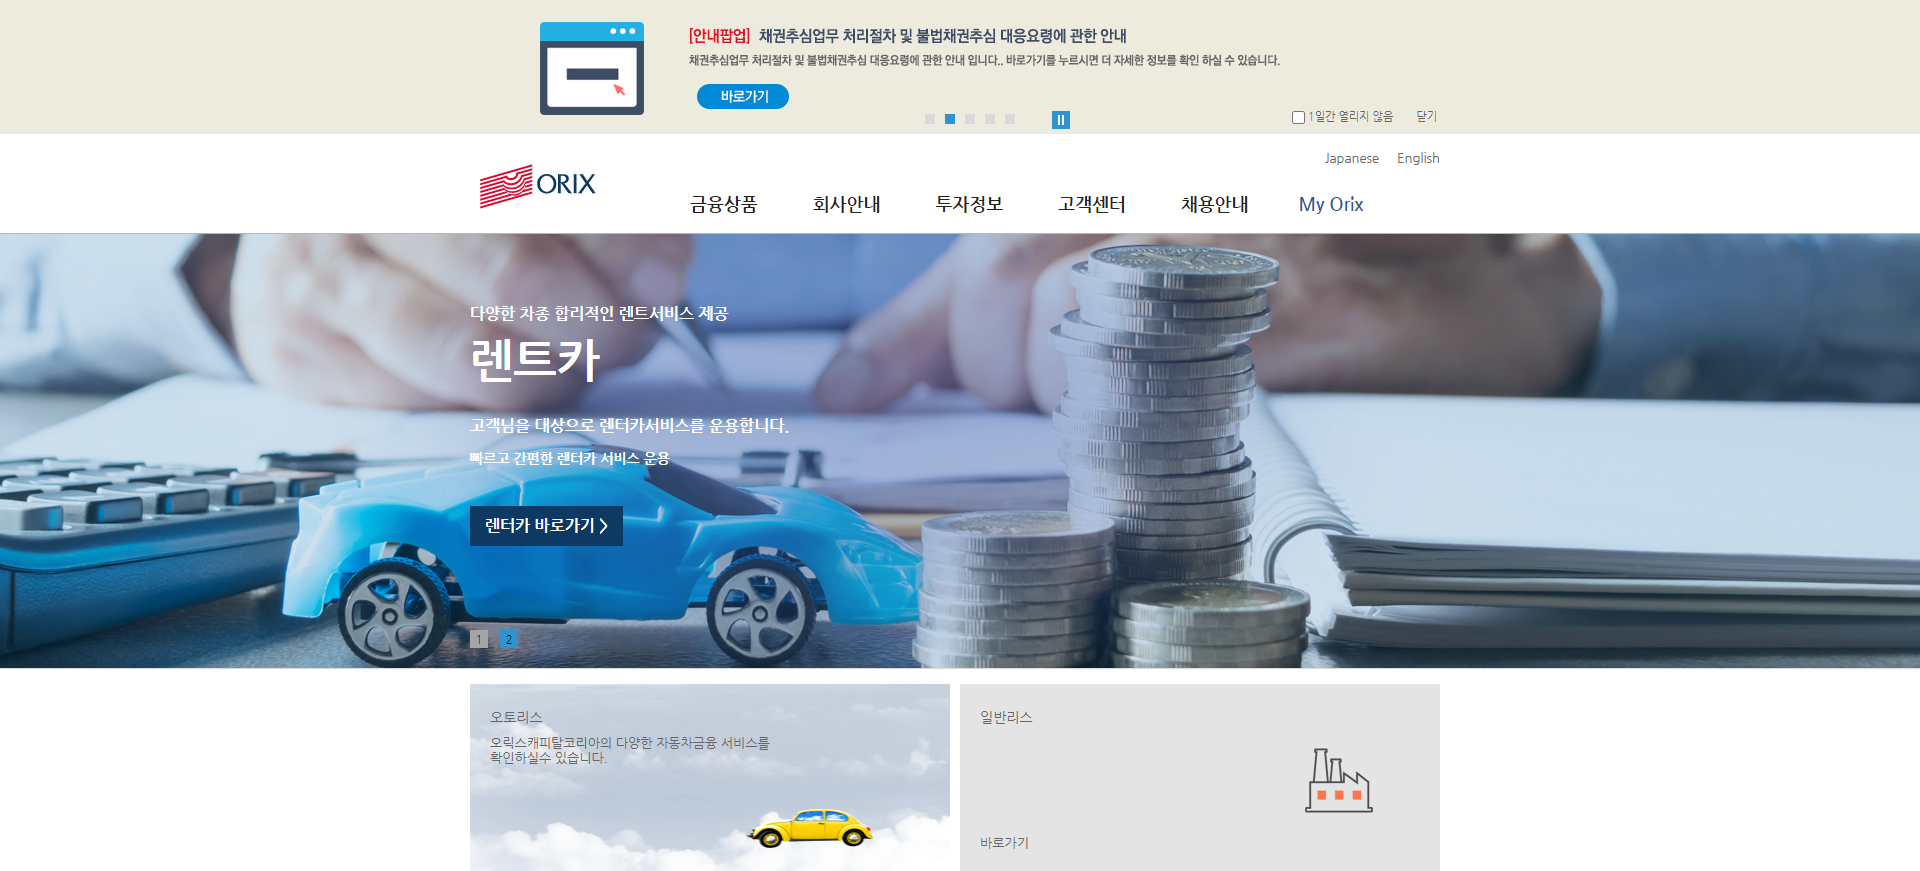 [안내팝업] 채권추심업무 처리절차 및 불법채권추심 대응요령에 관한 안내
채권추심업무 처리절차 및 불법채권추심 대응요령에 관한 안내 입니다.. 바로가기를 누르시면 더 자세한 정보를 확인 하실 수 있습니다.
바로가기
1일간 열리지 않음 닫기
Japanese English
ORIX
금융상품 회사안내 투자정보 고객센터 채용안내 My Orix
다양한 차종 합리적인 렌트서비스 제공
렌트카
고객님을 대상으로 렌터카서비스를 운용합니다.
빠르고 간편한 렌터카 서비스 운용
렌터카 바로가기 >
1 2
오토리스
오릭스캐피탈코리아의 다양한 자동차금융 서비스를
확인하실수 있습니다.
일반리스
바로가기